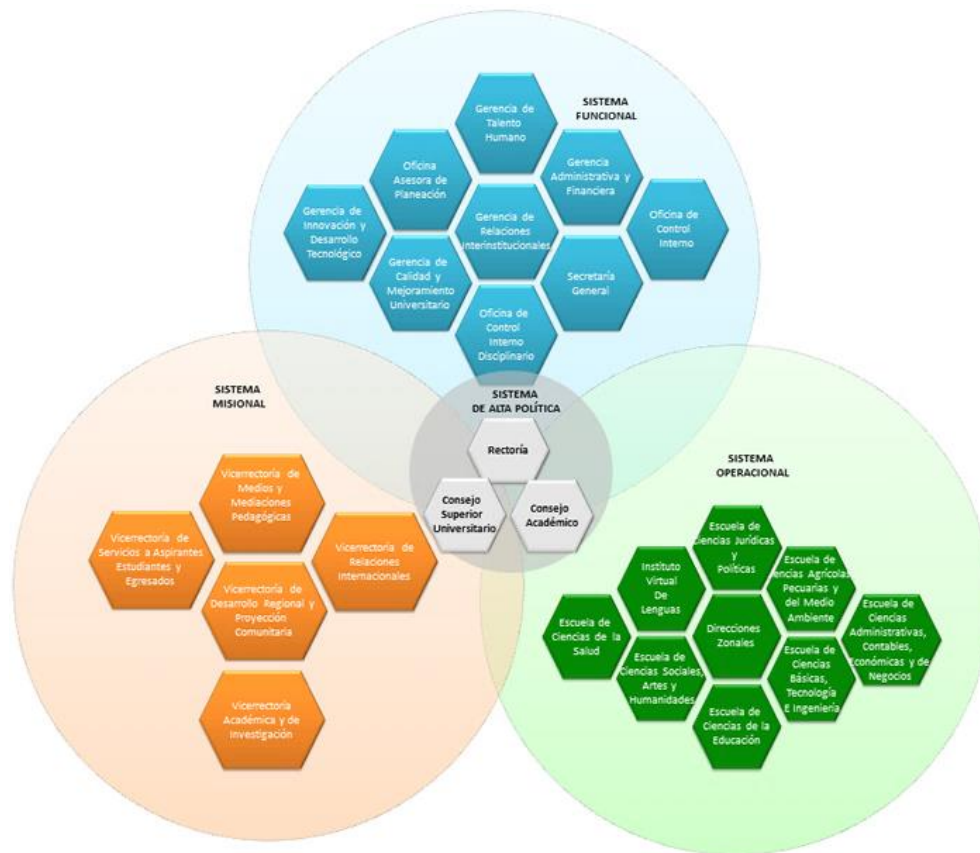 SISTEMA
FUNCIONAL
Gerencia de
Talento
Humano
Oficina
Asesora de
Planeación
Gerencia
Administrativa y
Financiera
Gerencia de
Innovación y
Desarrollo
Tecnológico
Gerencia de
Relaciones
Interinstitucionales
Oficina de
Control
Interno
Gerencia de
Calidad y
Mejoramiento
Universitario
Secretaría
General
Oficina de
Control
Interno
Disciplinario
SISTEMA
MISIONAL
Vicerrectoría de
Medios y
Mediaciones
Pedagógicas
Vicerrectoría de
Servicios a Aspirantes
Estudiantes y
Egresados
Vicerrectoría de
Relaciones
Internacionales
Vicerrectoría de
Desarrollo Regional y
Proyección
Comunitaria
Vicerrectoría
Académica y de
Investigación
SISTEMA
DE ALTA POLÍTICA
Rectoría
Consejo
Superior
Universitario
Consejo
Académico
SISTEMA
OPERACIONAL
Escuela de
Ciencias Jurídicas
y
Políticas
Instituto
Virtual
De
Lenguas
Escuela de
Ciencias Agrícolas
Pecuarias y
del Medio
Ambiente
Escuela de
Ciencias de la
Salud
Direcciones
Zonales
Escuela de
Ciencias
Administrativas,
Contables,
Económicas y de
Negocios
Escuela de
Ciencias Sociales,
Artes y
Humanidades
Escuela de
Ciencias
Básicas,
Tecnología
E Ingeniería
Escuela de
Ciencias de la
Educación